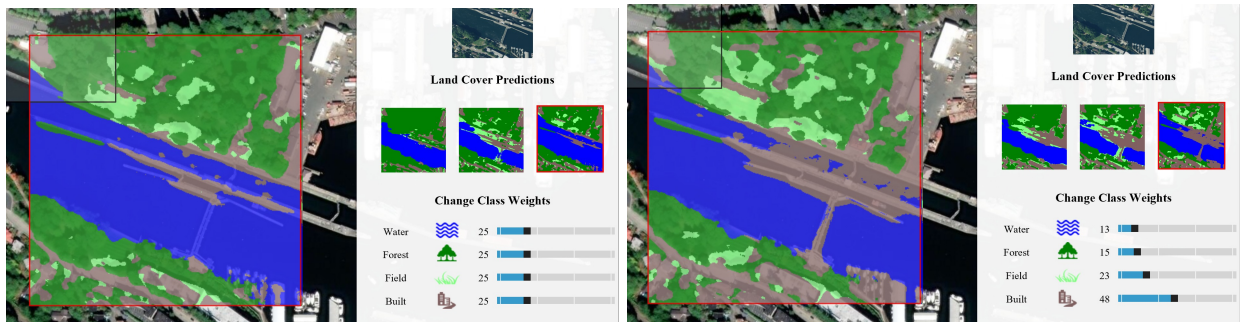 Land Cover Predictions
Change Class Weights
Water 25
Forest 25
Field 25
Built 25
Land Cover Predictions
Change Class Weights
Water 13
Forest 15
Field 23
Built 48